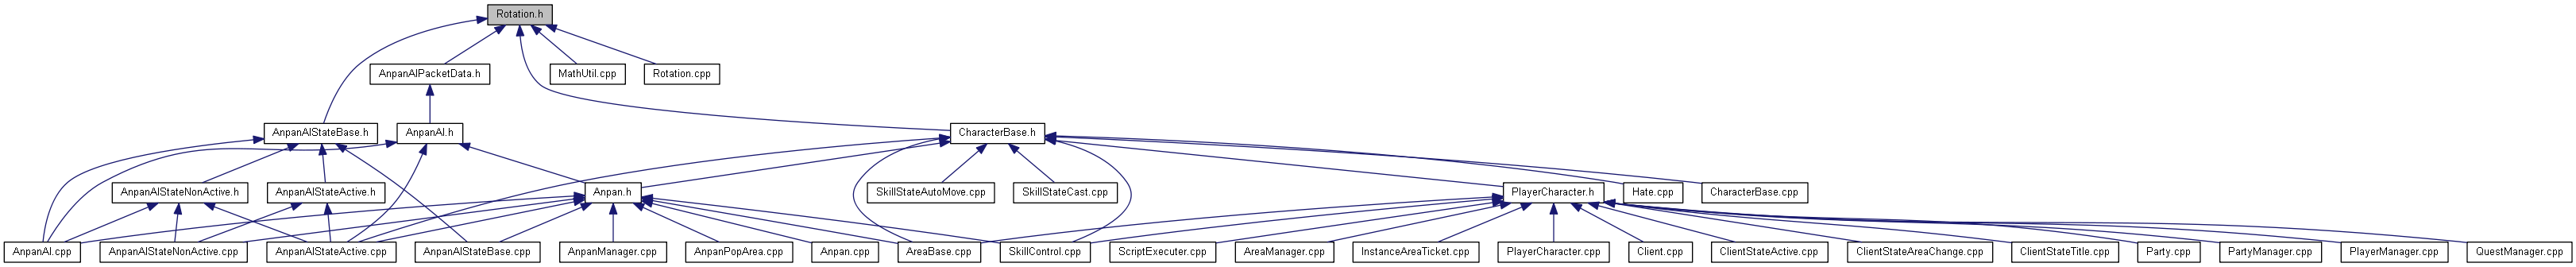 Rotation.h
AnpanAIPacketData.h
MathUtil.cpp
Rotation.cpp
AnpanAIStateBase.h
AnpanAI.h
CharacterBase.h
AnpanAIStateNonActive.h
AnpanAIStateActive.h
Anpan.h
SkillStateAutoMove.cpp
SkillStateCast.cpp
PlayerCharacter.h
Hate.cpp
CharacterBase.cpp
AnpanAI.cpp
AnpanAIStateNonActive.cpp
AnpanAIStateActive.cpp
AnpanAIStateBase.cpp
AnpanManager.cpp
AnpanPopArea.cpp
Anpan.cpp
AreaBase.cpp
SkillControl.cpp
ScriptExecuter.cpp
AreaManager.cpp
InstanceAreaTicket.cpp
PlayerCharacter.cpp
Client.cpp
ClientStateActive.cpp
ClientStateAreaChange.cpp
ClientStateTitle.cpp
Party.cpp
PartyManager.cpp
PlayerManager.cpp
QuestManager.cpp